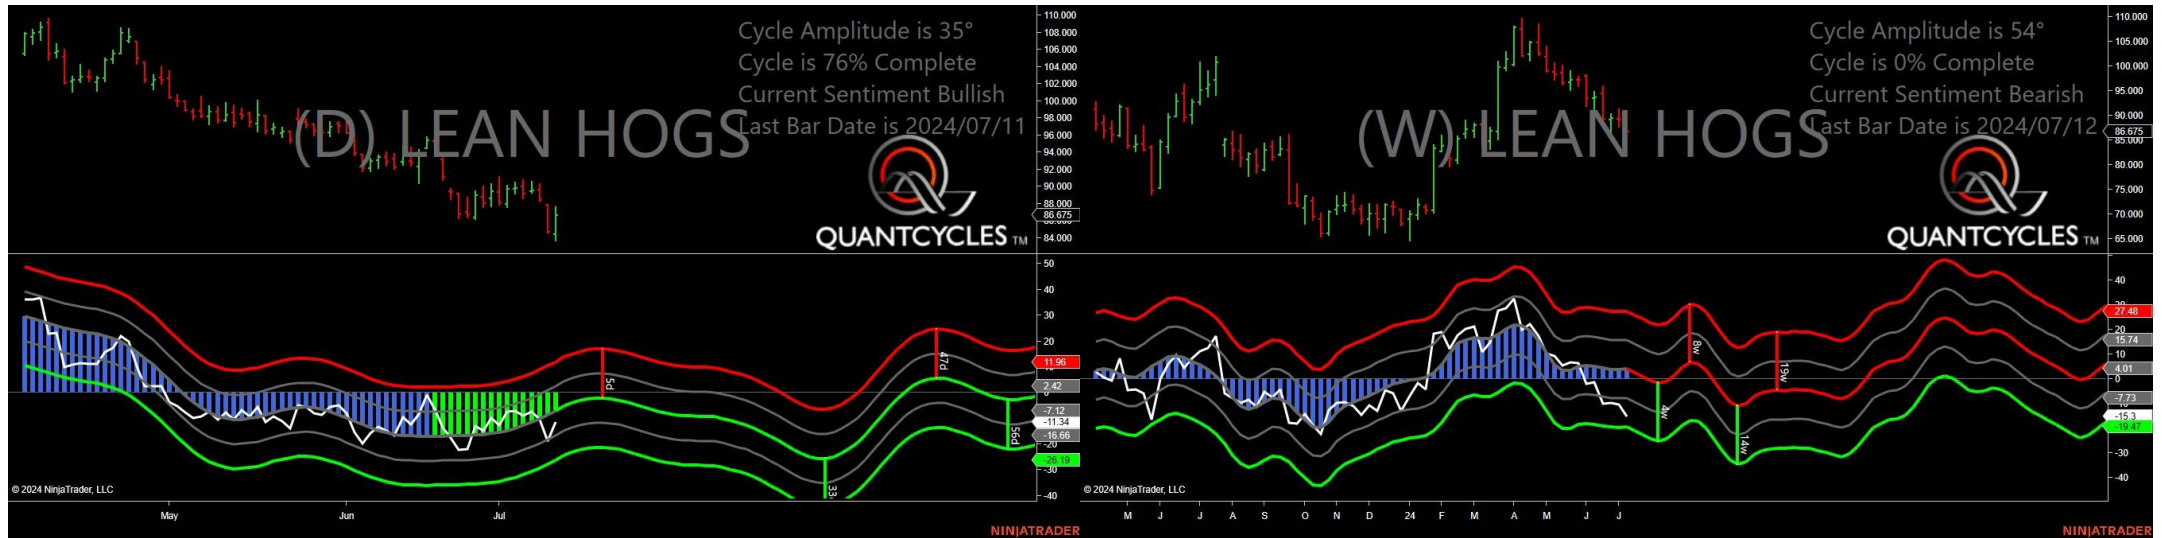 Cycle Amplitude is 35°
Cycle is 76% Complete
Current Sentiment Bullish
Last Bar Date is 2024/07/11
(D) LEAN HOGS
QUANTCYCLES TM
110.000
108.000
106.000
104.000
102.000
100.000
98.000
96.000
94.000
92.000
90.000
88.000
86.675
84.000
50
40
30
20
11.96
2.42
0
-7.12
-11.34
-16.66
-20
-26.19
-30
-40
5d
33
47d
56d
© 2024 NinjaTrader, LLC
May
Jun
Jul
NINJATRADER
Cycle Amplitude is 54°
Cycle is 0% Complete
Current Sentiment Bearish
Last Bar Date is 2024/07/12
(W) LEAN HOGS
QUANTCYCLES TM
110.000
105.000
100.000
95.000
90.000
86.675
85.000
80.000
75.000
70.000
65.000
40
27.48
20
15.74
10
4.01
0
-7.73
-15.3
-19.47
-30
-40
4w
8w
14w
19w
© 2024 NinjaTrader, LLC
M J J A S O N D 24 F M A M J J
NINJATRADER